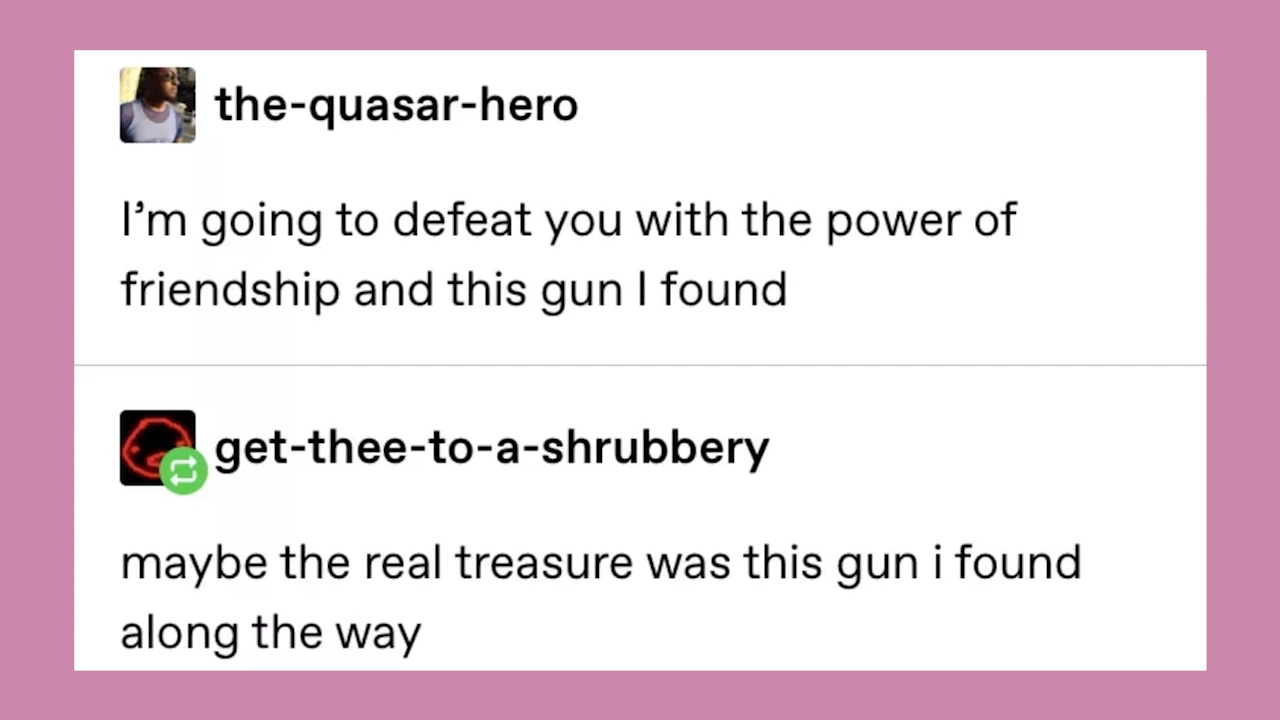 the-quasar-hero
I’m going to defeat you with the power of
friendship and this gun I found
get-thee-to-a-shrubbery
maybe the real treasure was this gun i found
along the way